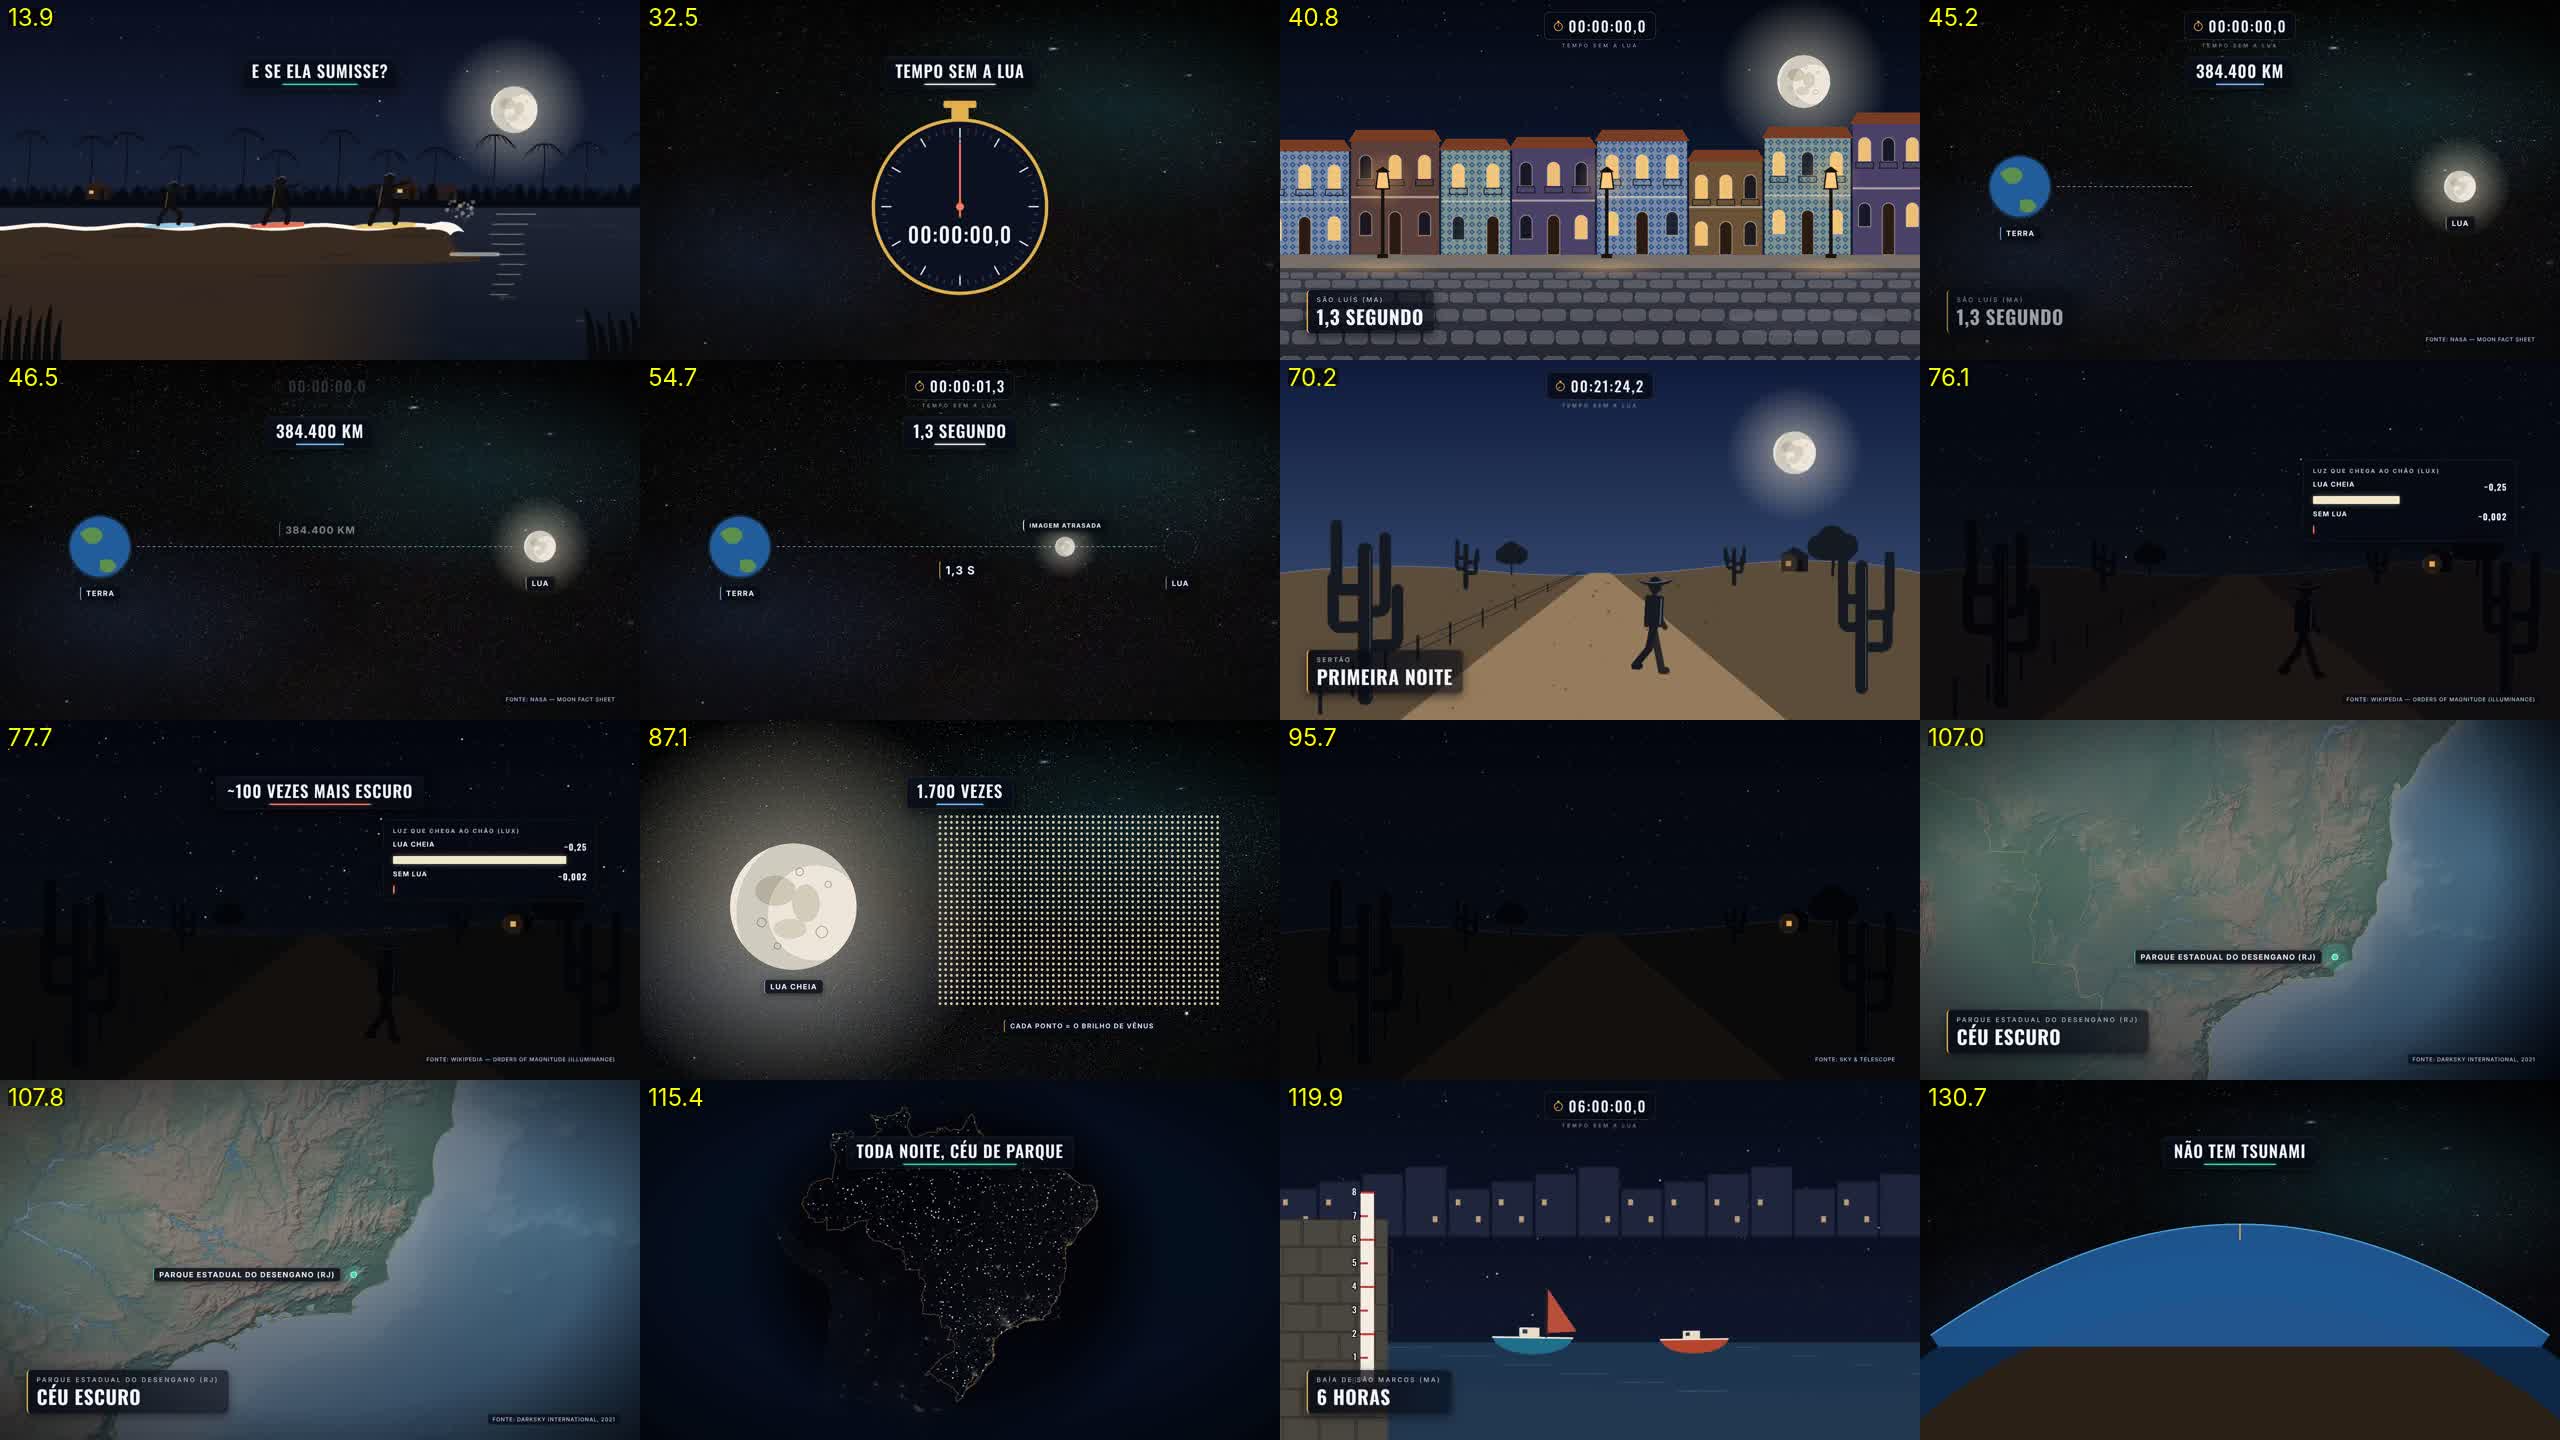 13.9
E SE ELA SUMISSE?
32.5
TEMPO SEM A LUA
00:00:00,0
40.8
00:00:00,0
TEMPO SEM A LUA
SÃO LUÍS (MA)
1,3 SEGUNDO
45.2
00:00:00,0
TEMPO SEM A LUA
384.400 KM
TERRA
LUA
SÃO LUÍS (MA)
1,3 SEGUNDO
FONTE: NASA — MOON FACT SHEET
46.5
00:00:00,0
384.400 KM
384.400 KM
TERRA
LUA
FONTE: NASA — MOON FACT SHEET
54.7
00:00:01,3
TEMPO SEM A LUA
1,3 SEGUNDO
IMAGEM ATRASADA
1,3 S
TERRA
LUA
70.2
00:21:24,2
TEMPO SEM A LUA
SERTÃO
PRIMEIRA NOITE
76.1
LUZ QUE CHEGA AO CHÃO (LUX)
LUA CHEIA
~0,25
SEM LUA
~0,002
FONTE: WIKIPEDIA — ORDERS OF MAGNITUDE (ILLUMINANCE)
77.7
~100 VEZES MAIS ESCURO
LUZ QUE CHEGA AO CHÃO (LUX)
LUA CHEIA
~0,25
SEM LUA
~0,002
FONTE: WIKIPEDIA — ORDERS OF MAGNITUDE (ILLUMINANCE)
87.1
1.700 VEZES
LUA CHEIA
CADA PONTO = O BRILHO DE VÊNUS
95.7
FONTE: SKY & TELESCOPE
107.0
PARQUE ESTADUAL DO DESENGANO (RJ)
PARQUE ESTADUAL DO DESENGANO (RJ)
CÉU ESCURO
FONTE: DARKSKY INTERNATIONAL, 2021
107.8
PARQUE ESTADUAL DO DESENGANO (RJ)
PARQUE ESTADUAL DO DESENGANO (RJ)
CÉU ESCURO
FONTE: DARKSKY INTERNATIONAL, 2021
115.4
TODA NOITE, CÉU DE PARQUE
119.9
06:00:00,0
TEMPO SEM A LUA
8
7
6
5
4
3
2
1
BAÍA DE SÃO MARCOS (MA)
6 HORAS
130.7
NÃO TEM TSUNAMI